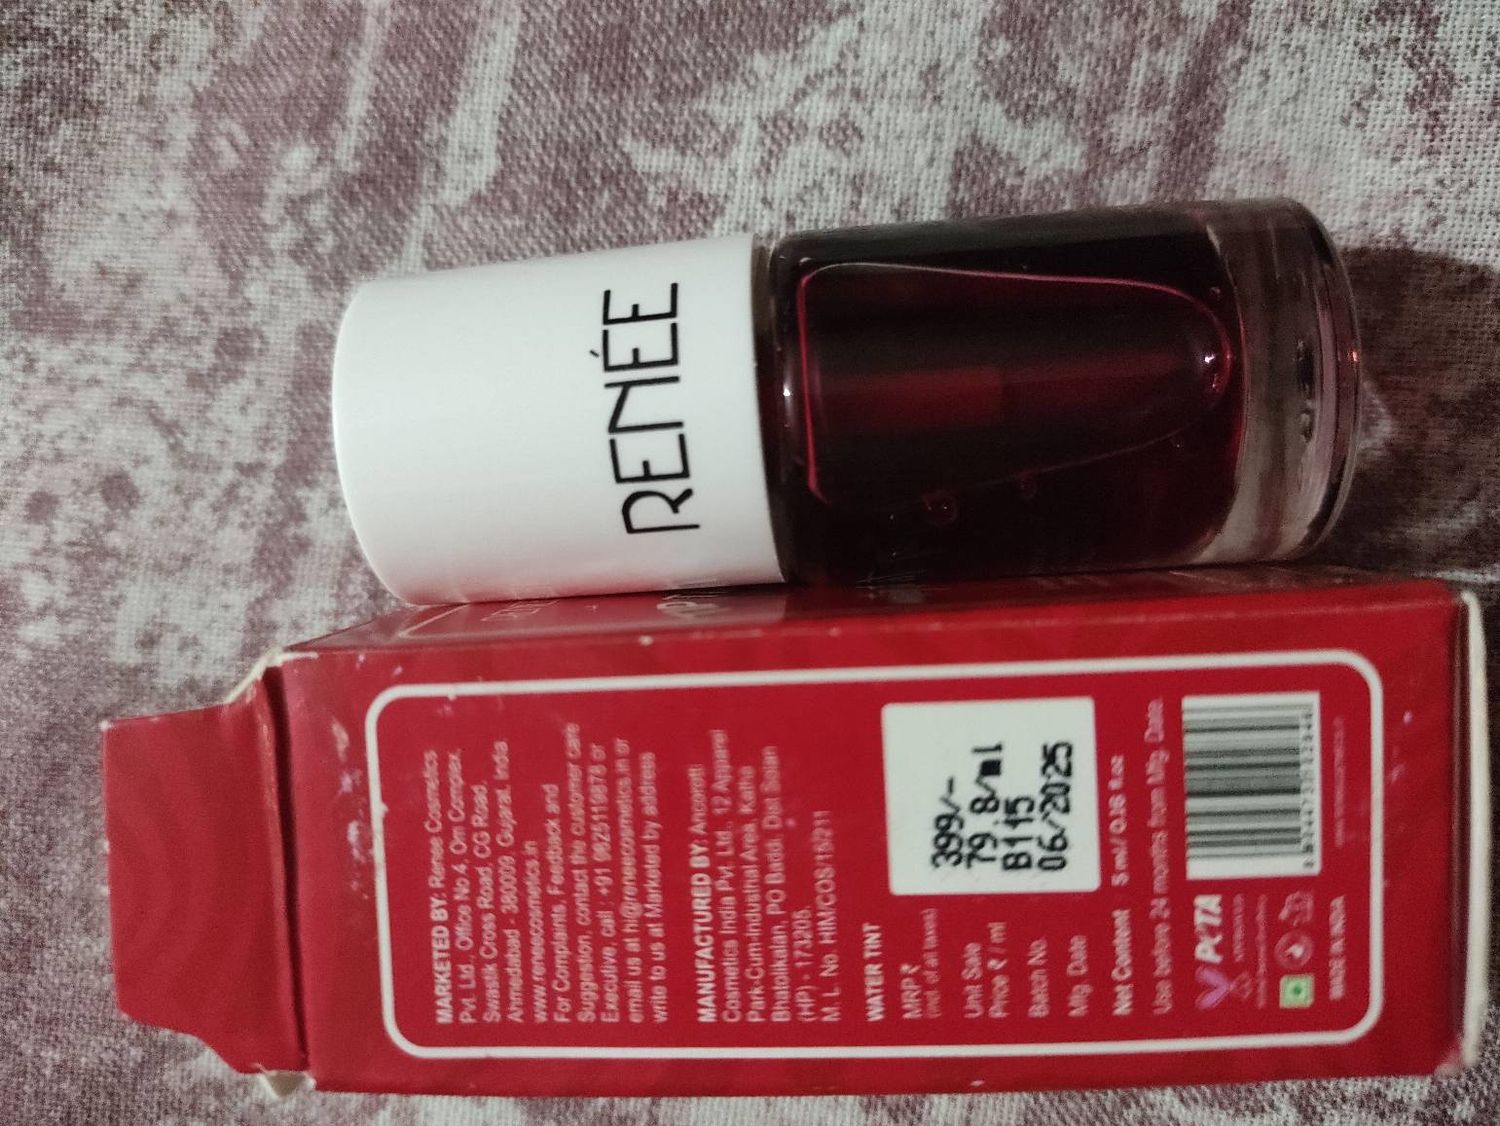 RENÉE
MARKETED BY: Renee Cosmetics
Pvt. Ltd., Office No 4, Om Complex,
Swastik Cross Road, CG Road,
Ahmedabad - 380009. Gujarat, India.
www.reneecosmetics.in
For Complaints, Feedback and
Suggestion, contact the customer care
Executive, call : +91 9825119878 or
email us at hi@reneecosmetics.in or
write to us at Marketed by address
MANUFACTURED BY: Ancorotti
Cosmetics India Pvt. Ltd., 12 Apparel
Park-Cum-Industrial Area, Katha
Bhatolikalan, PO Baddi, Dist Solan
(HP) - 173205.
M. L. No. HIM/COS/15/211
WATER TINT
MRP ₹ 399/-
(incl of all taxes)
Unit Sale
Price ₹ / ml 79.8/ml
Batch No. B115
Mfg. Date 06/2025
Net Content 5 ml / 0.16 fl.oz
Use before 24 months from Mfg. Date.
PETA
MADE IN INDIA